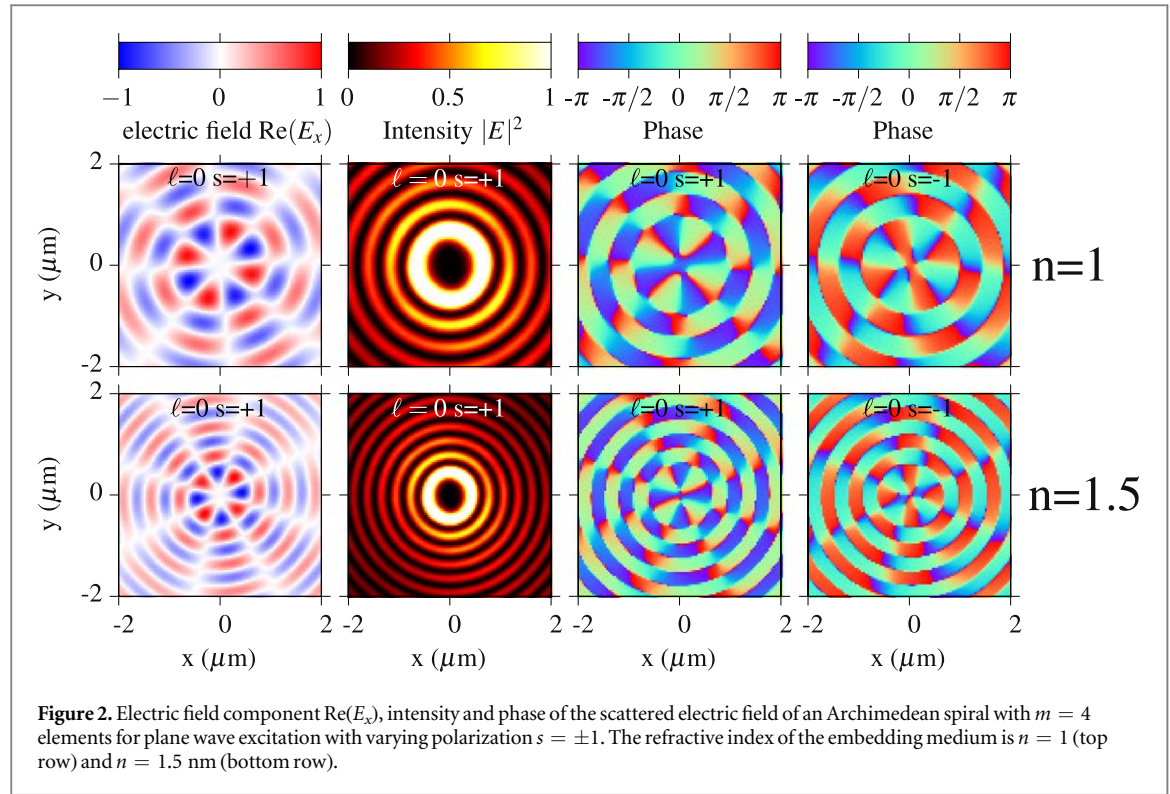 −1 0 1 0 0.5 1 -π -π/2 0 π/2 π -π -π/2 0 π/2 π
electric field Re(Eₓ) Intensity |E|² Phase Phase
2 ℓ=0 s=+1 ℓ = 0 s=+1 ℓ=0 s=+1 ℓ=0 s=-1
y (μm) 0 n=1
-2
2 ℓ=0 s=+1 ℓ = 0 s=+1 ℓ=0 s=+1 ℓ=0 s=-1
y (μm) 0 n=1.5
-2
-2 0 2 -2 0 2 -2 0 2 -2 0 2
x (μm) x (μm) x (μm) x (μm)
Figure 2. Electric field component Re(Eₓ), intensity and phase of the scattered electric field of an Archimedean spiral with m = 4
elements for plane wave excitation with varying polarization s = ±1. The refractive index of the embedding medium is n = 1 (top
row) and n = 1.5 nm (bottom row).